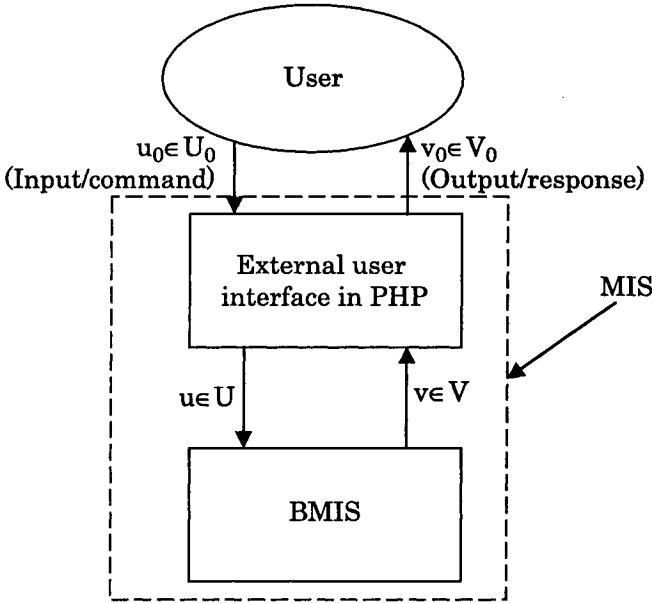 User
u₀∈U₀
(Input/command)
v₀∈V₀
(Output/response)
External user
interface in PHP
MIS
u∈U
v∈V
BMIS